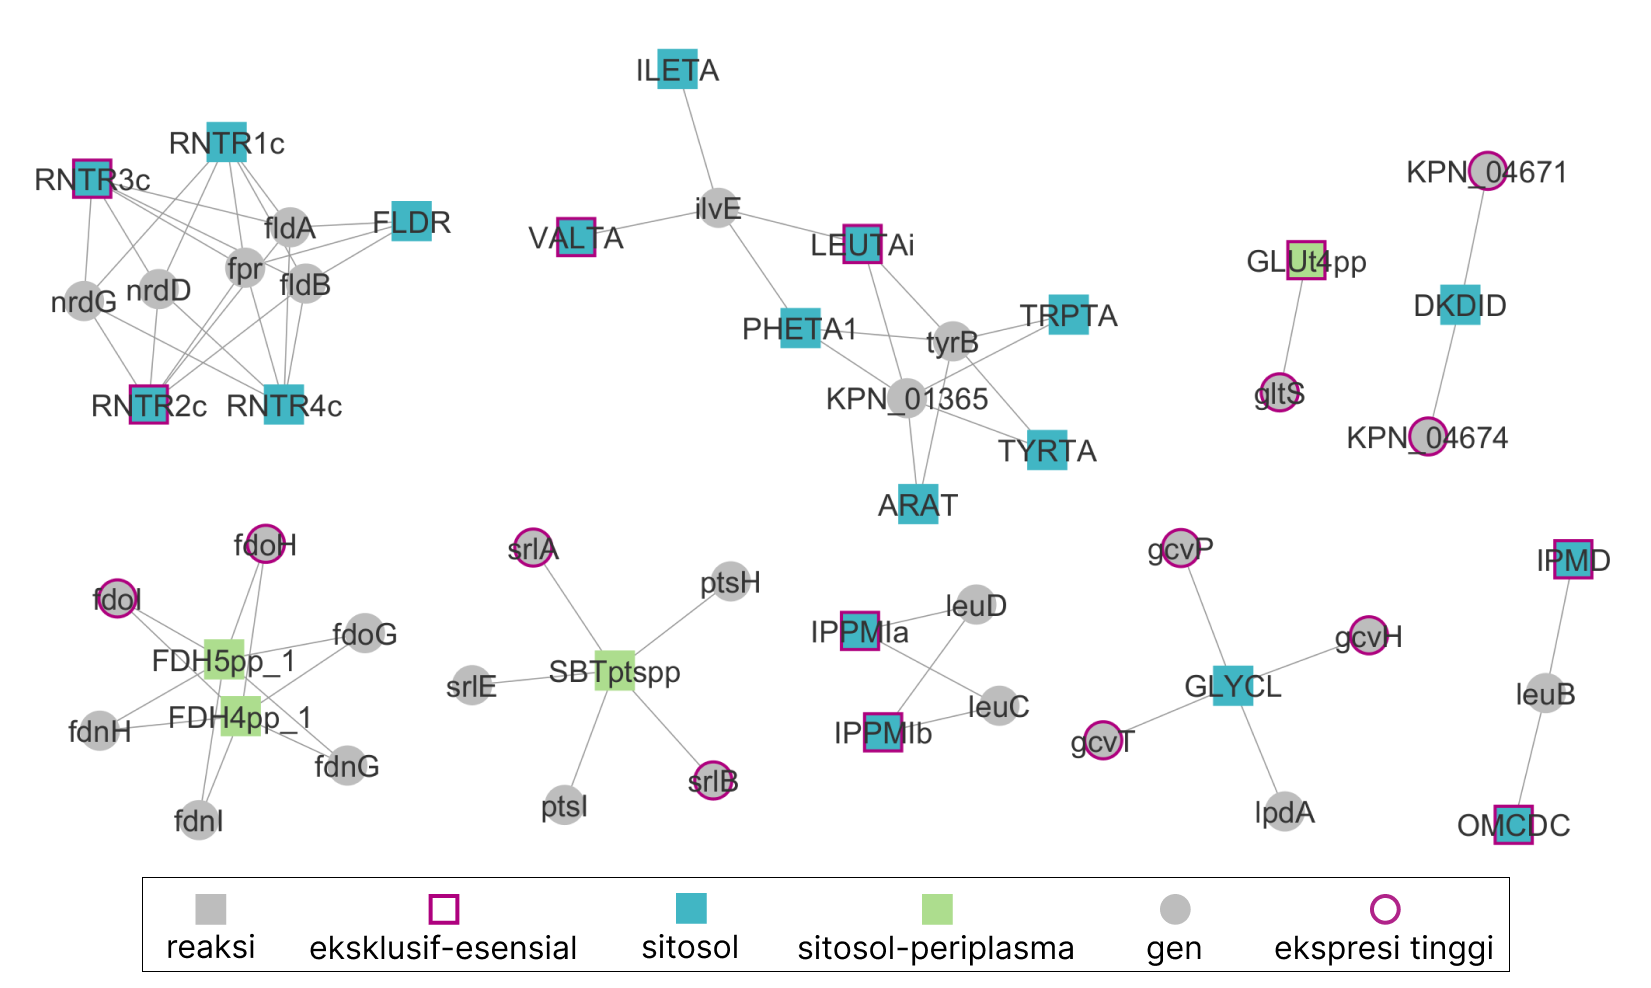 ILETA
RNTR1c
RNTR3c
fldA
FLDR
fpr
fldB
nrdD
nrdG
RNTR2c
RNTR4c
ilvE
VALTA
LEUTAi
PHETA1
TRPTA
tyrB
KPN_01365
TYRTA
ARAT
KPN_04671
GLUt4pp
DKDID
gltS
KPN_04674
fdoH
fdoI
fdoG
FDH5pp_1
FDH4pp_1
fdnH
fdnG
fdnI
srlA
ptsH
SBTptspp
srlE
srlB
ptsI
leuD
IPPMIa
leuC
IPPMIb
gcvP
gcvH
GLYCL
gcvT
lpdA
IPMD
leuB
OMCDC
reaksi
eksklusif-esensial
sitosol
sitosol-periplasma
gen
ekspresi tinggi